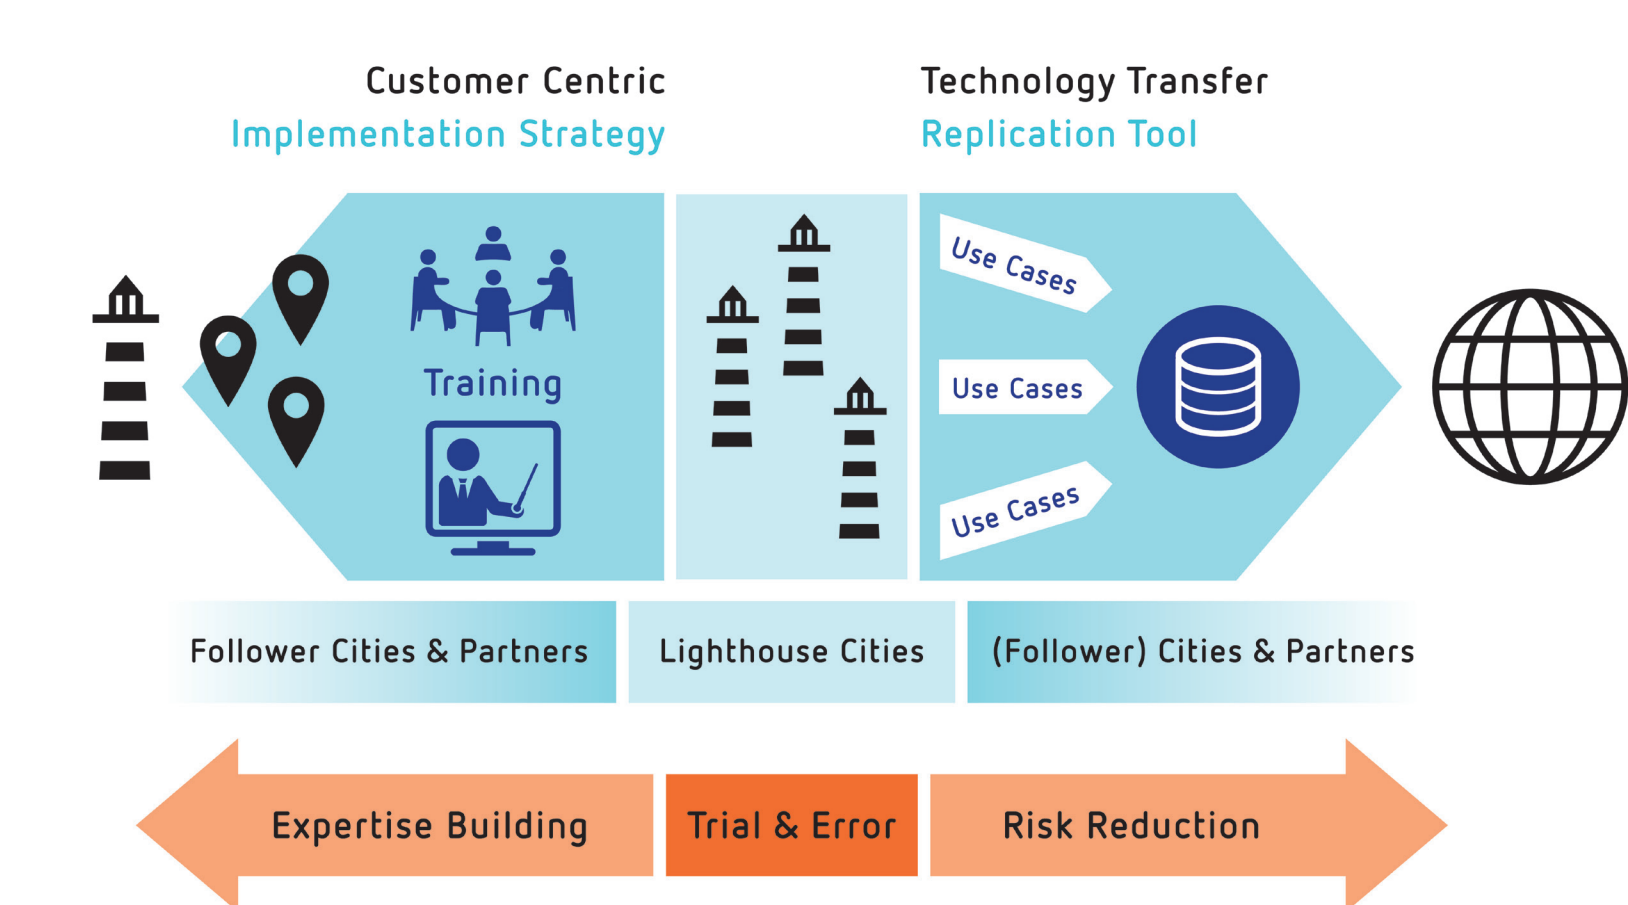 Customer Centric
Implementation Strategy
Technology Transfer
Replication Tool
Training
Use Cases
Use Cases
Use Cases
Follower Cities & Partners
Lighthouse Cities
(Follower) Cities & Partners
Expertise Building
Trial & Error
Risk Reduction